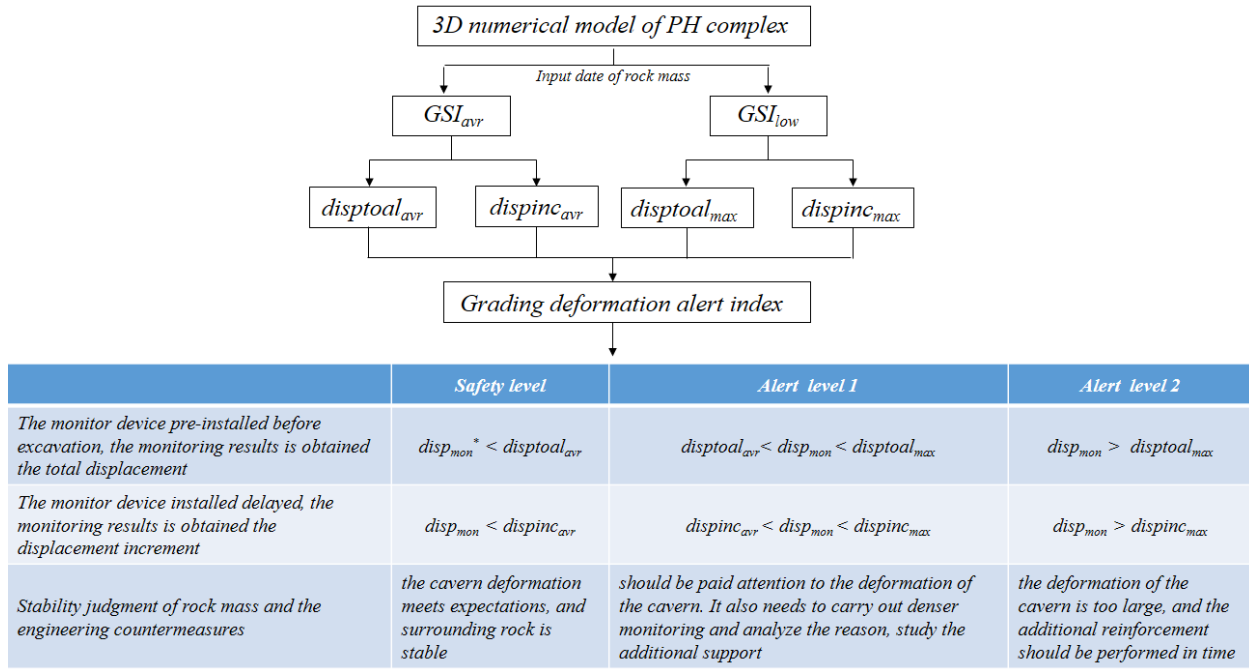 3D numerical model of PH complex
Input date of rock mass
GSIavr
GSIlow
disptoalavr
dispincavr
disptoalmax
dispincmax
Grading deformation alert index
Safety level
Alert level 1
Alert level 2
The monitor device pre-installed before
excavation, the monitoring results is obtained
the total displacement
dispmon* < disptoalavr
disptoalavr < dispmon < disptoalmax
dispmon > disptoalmax
The monitor device installed delayed, the
monitoring results is obtained the
displacement increment
dispmon < dispincavr
dispincavr < dispmon < dispincmax
dispmon > dispincmax
Stability judgment of rock mass and the
engineering countermeasures
the cavern deformation
meets expectations, and
surrounding rock is
stable
should be paid attention to the deformation of
the cavern. It also needs to carry out denser
monitoring and analyze the reason, study the
additional support
the deformation of the
cavern is too large, and the
additional reinforcement
should be performed in time